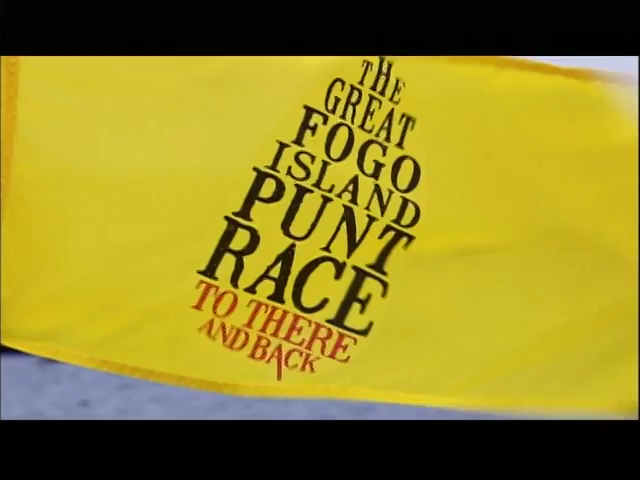 THE
GREAT
FOGO
ISLAND
PUNT
RACE
TO THERE
AND BACK